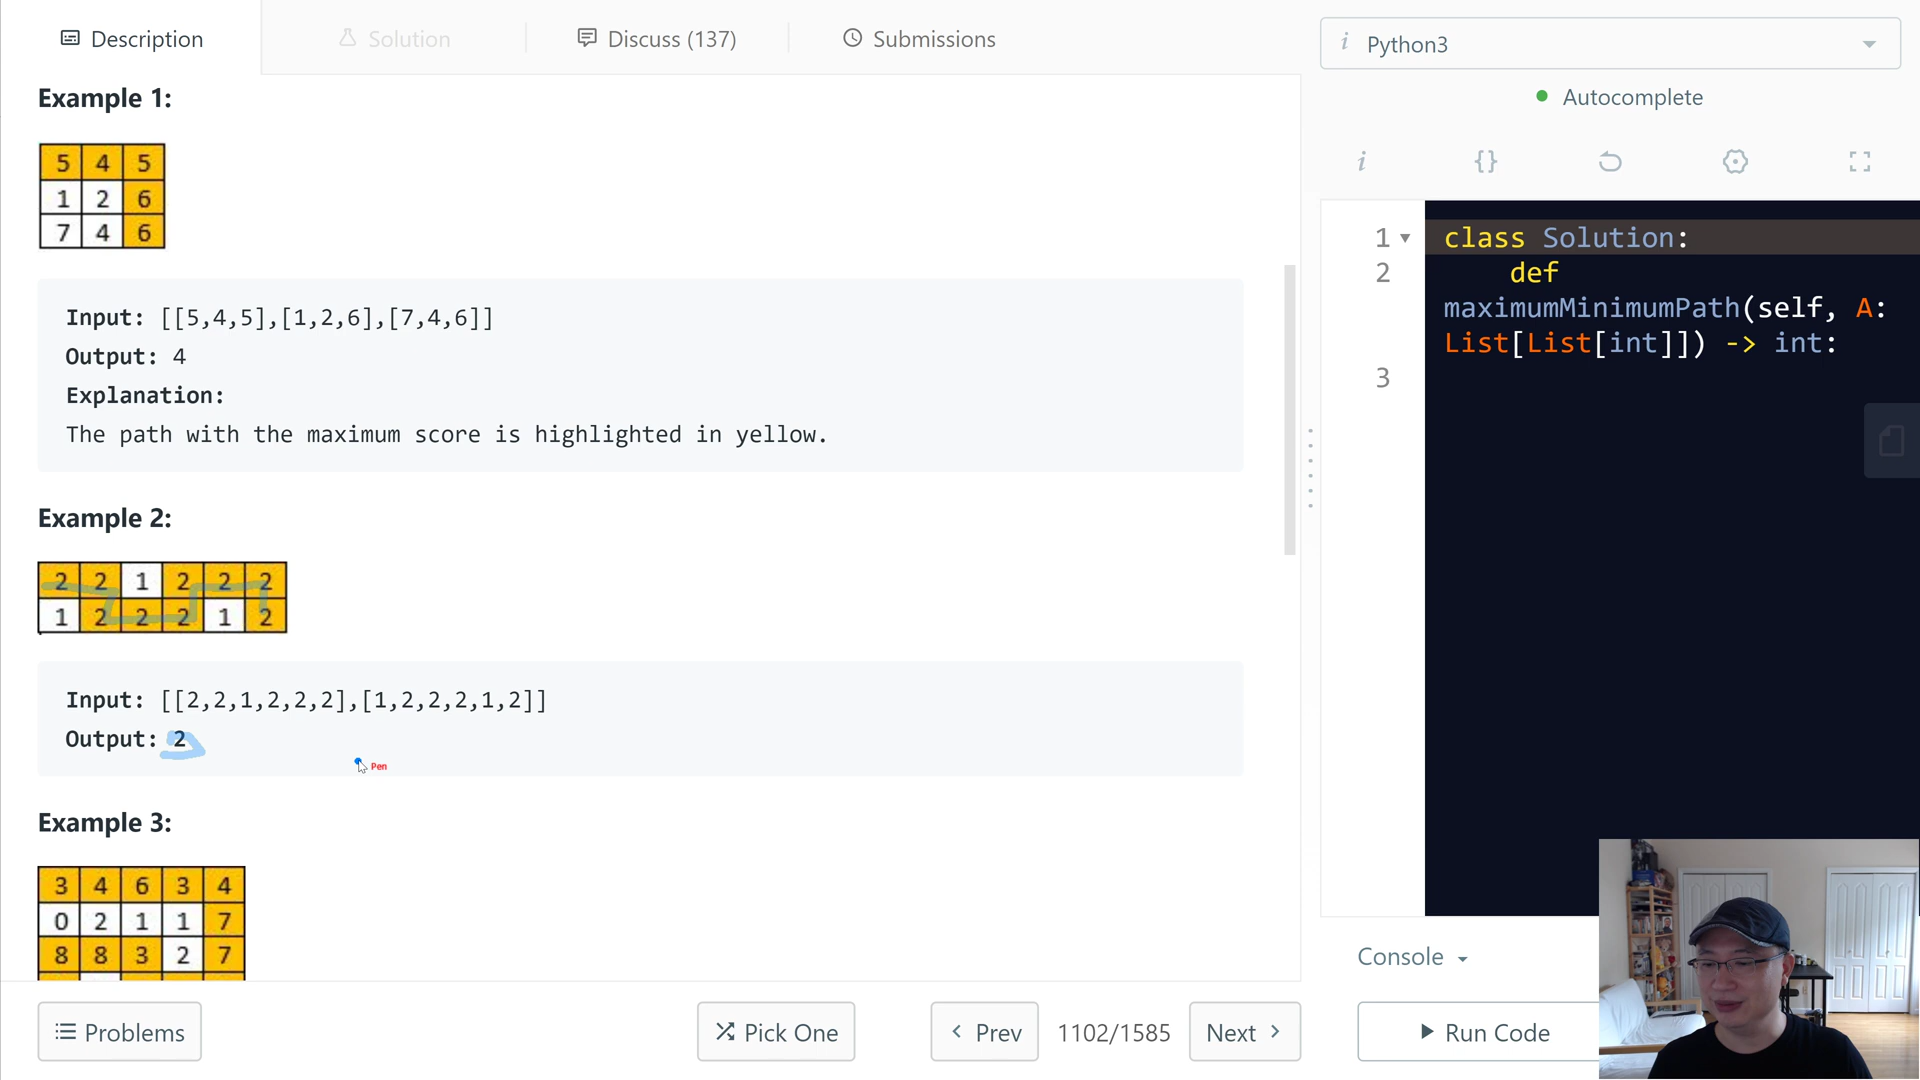 Description
Solution
Discuss (137)
Submissions
i Python3
Autocomplete
i {}
Example 1:
5 4 5
1 2 6
7 4 6
Input: [[5,4,5],[1,2,6],[7,4,6]]
Output: 4
Explanation:
The path with the maximum score is highlighted in yellow.
Example 2:
2 2 1 2 2 2
1 2 2 2 1 2
Input: [[2,2,1,2,2,2],[1,2,2,2,1,2]]
Output: 2
Pen
Example 3:
3 4 6 3 4
0 2 1 1 7
8 8 3 2 7
1 class Solution:
2 def
maximumMinimumPath(self, A:
List[List[int]]) -> int:
3
Console
Problems
Pick One
Prev
1102/1585
Next
Run Code